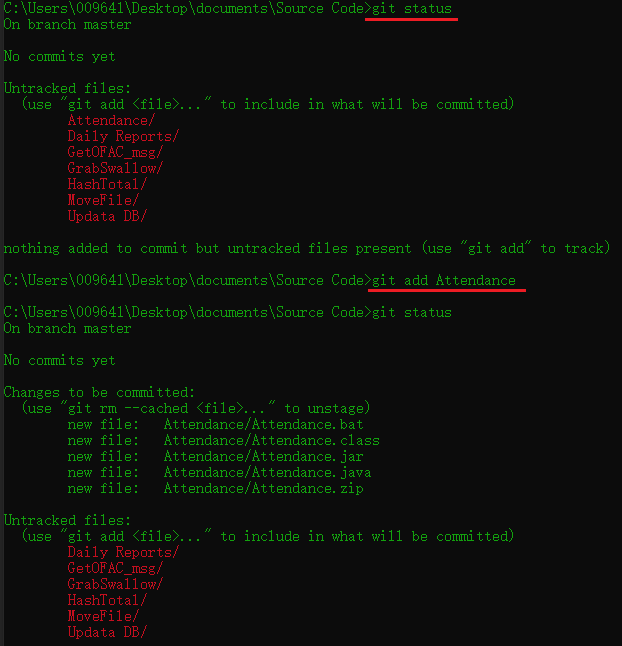 C:\Users\009641\Desktop\documents\Source Code>git status
On branch master
No commits yet
Untracked files:
(use "git add <file>..." to include in what will be committed)
Attendance/
Daily Reports/
GetOFAC_msg/
GrabSwallow/
HashTotal/
MoveFile/
Updata DB/
nothing added to commit but untracked files present (use "git add" to track)
C:\Users\009641\Desktop\documents\Source Code>git add Attendance
C:\Users\009641\Desktop\documents\Source Code>git status
On branch master
No commits yet
Changes to be committed:
(use "git rm --cached <file>..." to unstage)
new file:   Attendance/Attendance.bat
new file:   Attendance/Attendance.class
new file:   Attendance/Attendance.jar
new file:   Attendance/Attendance.java
new file:   Attendance/Attendance.zip
Untracked files:
(use "git add <file>..." to include in what will be committed)
Daily Reports/
GetOFAC_msg/
GrabSwallow/
HashTotal/
MoveFile/
Updata DB/